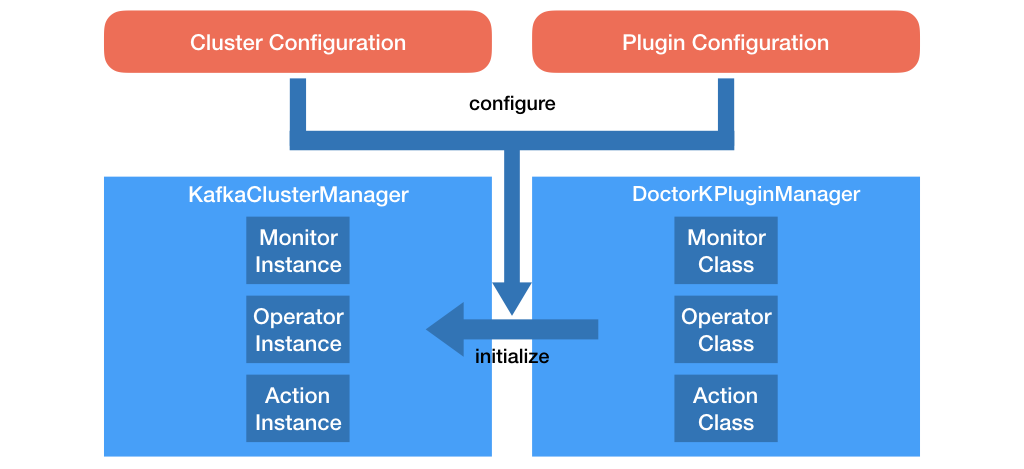 Cluster Configuration
Plugin Configuration
configure
KafkaClusterManager
Monitor
Instance
Operator
Instance
Action
Instance
DoctorKPluginManager
Monitor
Class
Operator
Class
Action
Class
initialize